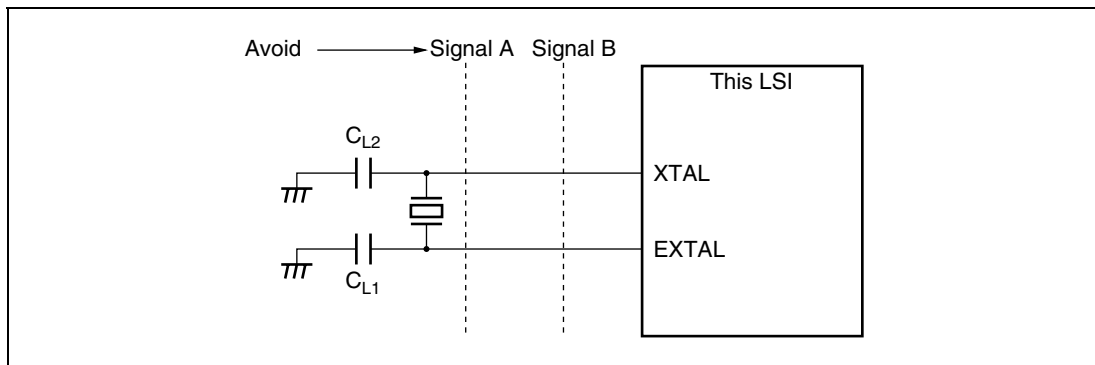 Avoid Signal A Signal B
This LSI
CL2
XTAL
EXTAL
CL1